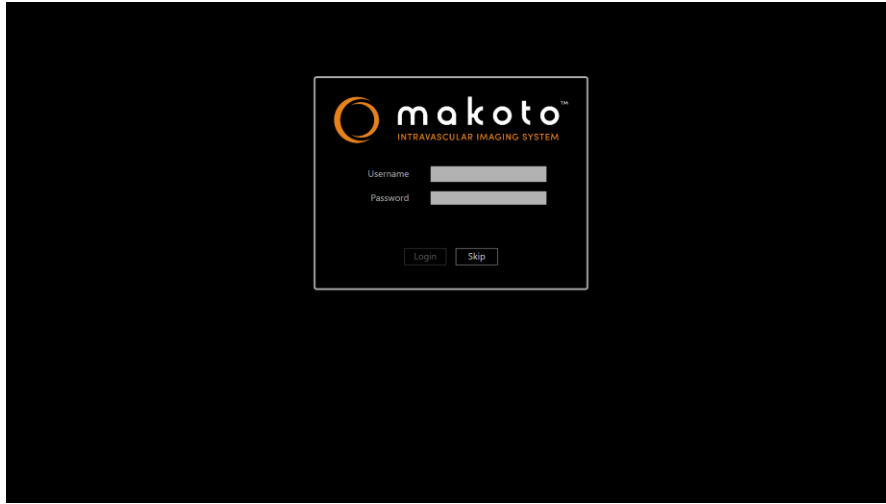 makoto™
INTRAVASCULAR IMAGING SYSTEM
Username
Password
Login Skip